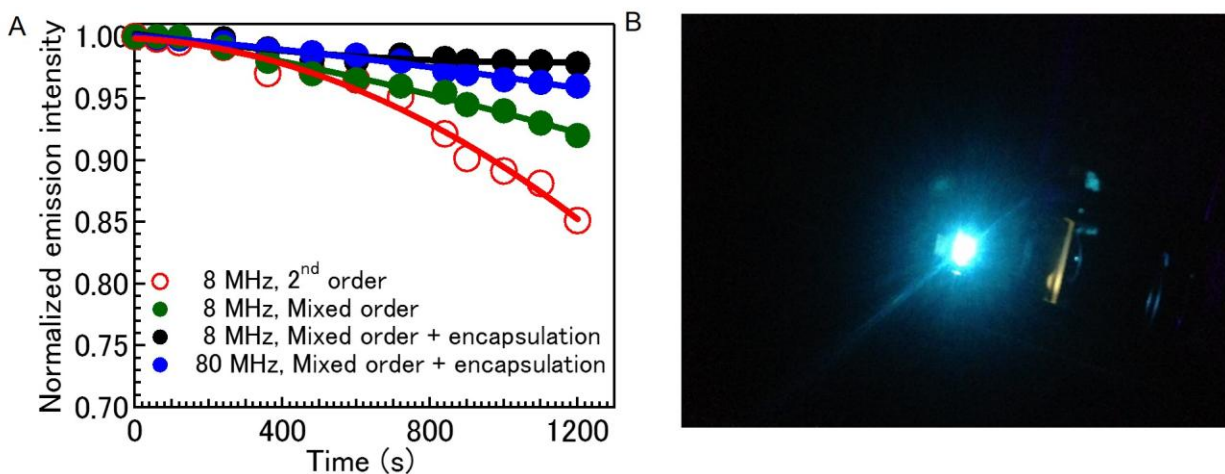 A
B
Normalized emission intensity
1.00
0.95
0.90
0.85
0.80
0.75
0.70
8 MHz, 2nd order
8 MHz, Mixed order
8 MHz, Mixed order + encapsulation
80 MHz, Mixed order + encapsulation
0
400
800
1200
Time (s)